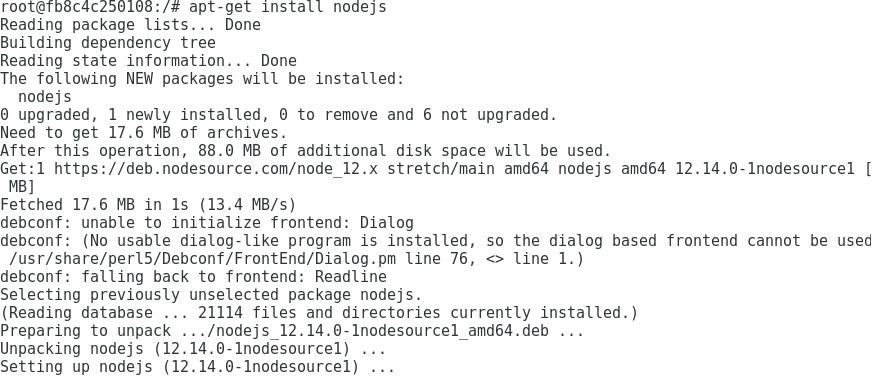 root@fb8c4c250108:/# apt-get install nodejs
Reading package lists... Done
Building dependency tree
Reading state information... Done
The following NEW packages will be installed:
  nodejs
0 upgraded, 1 newly installed, 0 to remove and 6 not upgraded.
Need to get 17.6 MB of archives.
After this operation, 88.0 MB of additional disk space will be used.
Get:1 https://deb.nodesource.com/node_12.x stretch/main amd64 nodejs amd64 12.14.0-1nodesource1 [
 MB]
Fetched 17.6 MB in 1s (13.4 MB/s)
debconf: unable to initialize frontend: Dialog
debconf: (No usable dialog-like program is installed, so the dialog based frontend cannot be used
 /usr/share/perl5/Debconf/FrontEnd/Dialog.pm line 76, <> line 1.)
debconf: falling back to frontend: Readline
Selecting previously unselected package nodejs.
(Reading database ... 21114 files and directories currently installed.)
Preparing to unpack .../nodejs_12.14.0-1nodesource1_amd64.deb ...
Unpacking nodejs (12.14.0-1nodesource1) ...
Setting up nodejs (12.14.0-1nodesource1) ...